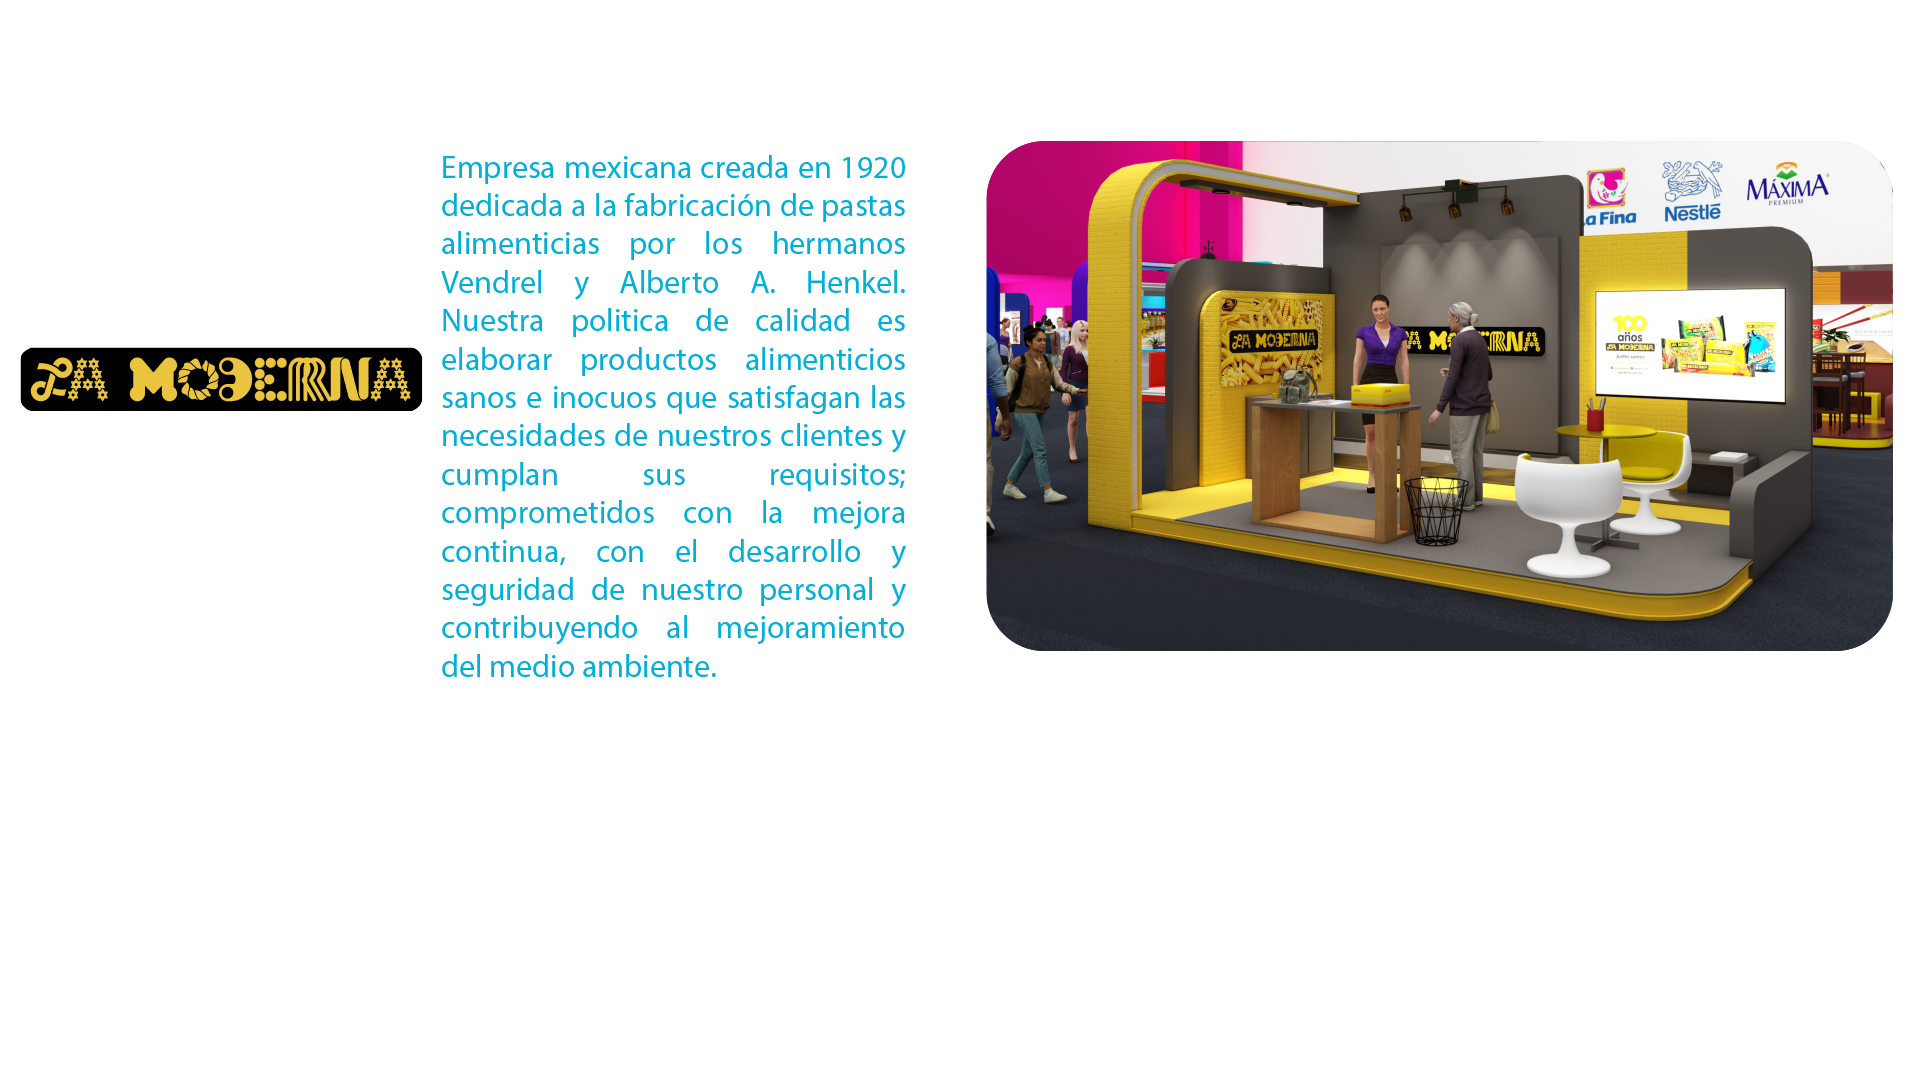 LA MODERNA
Empresa mexicana creada en 1920
dedicada a la fabricación de pastas
alimenticias por los hermanos
Vendrel y Alberto A. Henkel.
Nuestra politica de calidad es
elaborar productos alimenticios
sanos e inocuos que satisfagan las
necesidades de nuestros clientes y
cumplan sus requisitos;
comprometidos con la mejora
continua, con el desarrollo y
seguridad de nuestro personal y
contribuyendo al mejoramiento
del medio ambiente.
La Fina
Nestlé
MÁXIMA
PREMIUM
LA MODERNA
A MODERNA
100
años
LA MODERNA
Juntos somos